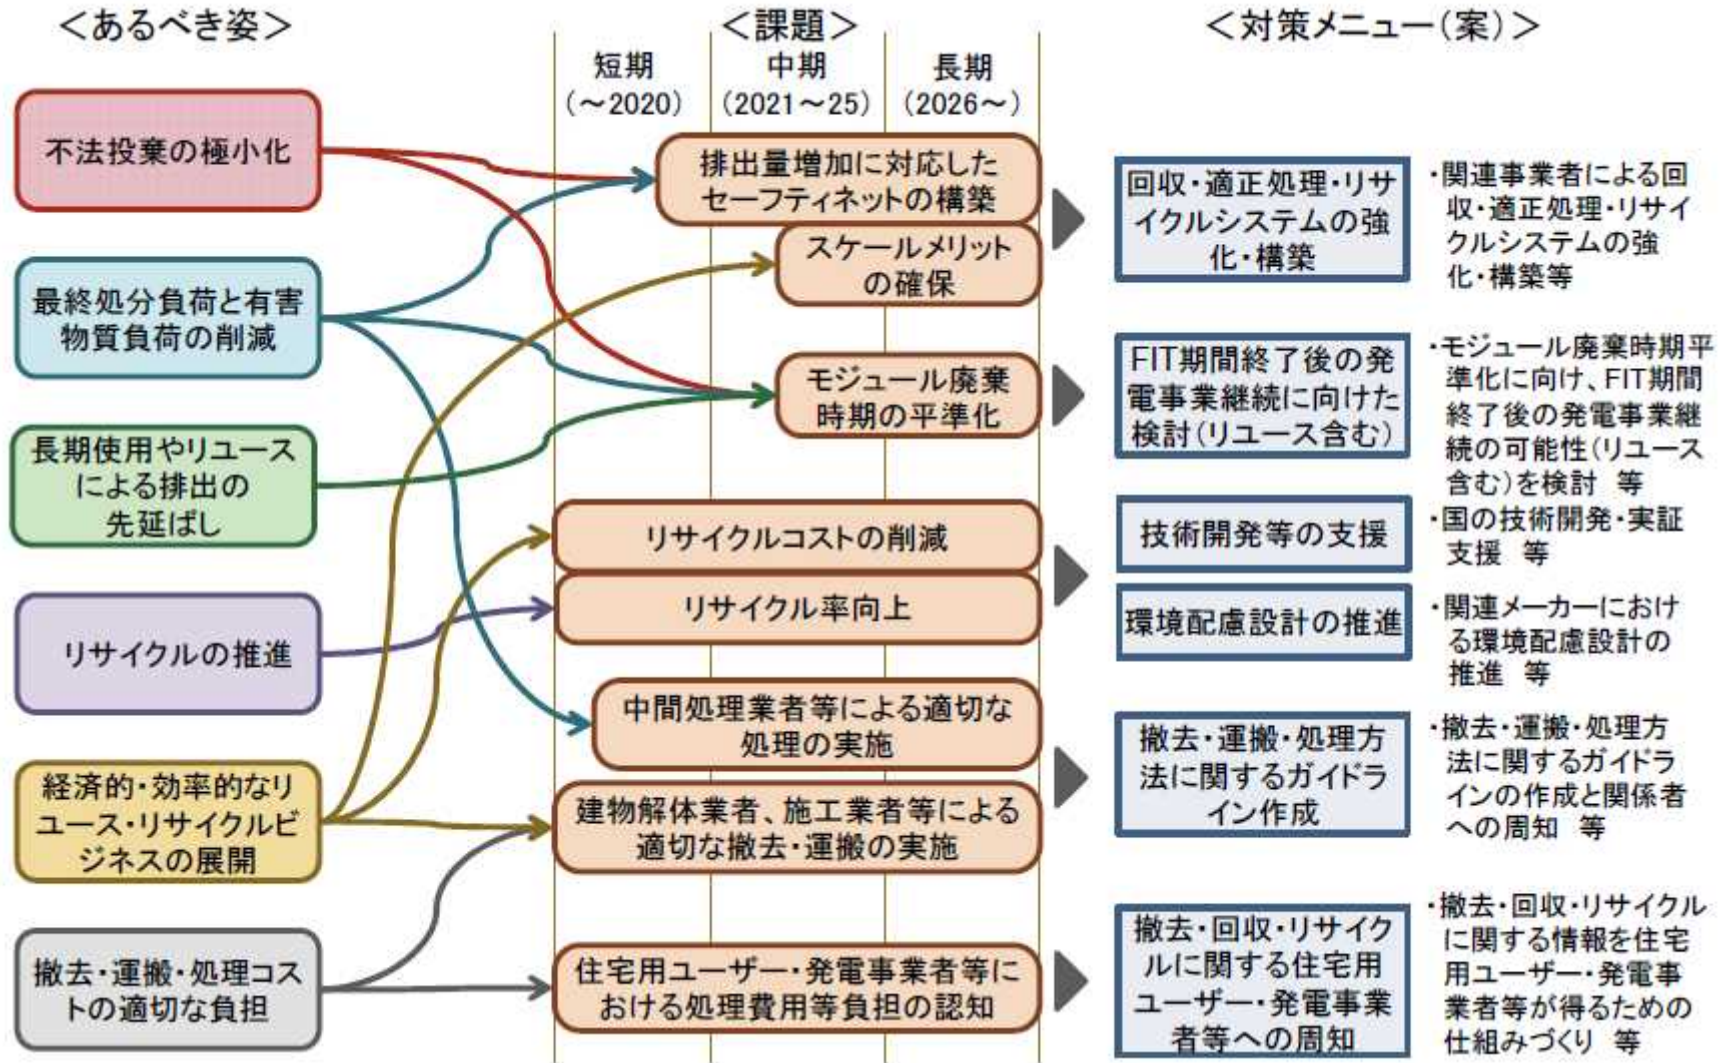 ＜あるべき姿＞
＜課題＞
＜対策メニュー（案）＞
短期
（～2020）
中期
（2021～25）
長期
（2026～）
不法投棄の極小化
最終処分負荷と有害
物質負荷の削減
長期使用やリユース
による排出の
先延ばし
リサイクルの推進
経済的・効率的なリ
ユース・リサイクルビ
ジネスの展開
撤去・運搬・処理コス
トの適切な負担
排出量増加に対応した
セーフティネットの構築
スケールメリット
の確保
モジュール廃棄
時期の平準化
リサイクルコストの削減
リサイクル率向上
中間処理業者等による適切な
処理の実施
建物解体業者、施工業者等による
適切な撤去・運搬の実施
住宅用ユーザー・発電事業者等に
おける処理費用等負担の認知
回収・適正処理・リサ
イクルシステムの強
化・構築
・関連事業者による回
収・適正処理・リサイ
クルシステムの強
化・構築等
FIT期間終了後の発
電事業継続に向けた
検討（リユース含む）
・モジュール廃棄時期平
準化に向け、FIT期間
終了後の発電事業継
続の可能性（リユース
含む）を検討　等
技術開発等の支援
・国の技術開発・実証
支援　等
環境配慮設計の推進
・関連メーカーにおけ
る環境配慮設計の
推進　等
撤去・運搬・処理方
法に関するガイドラ
イン作成
・撤去・運搬・処理方
法に関するガイドラ
インの作成と関係者
への周知　等
撤去・回収・リサイク
ルに関する住宅用
ユーザー・発電事業
者等への周知
・撤去・回収・リサイクル
に関する情報を住宅
用ユーザー・発電事
業者等が得るための
仕組みづくり　等